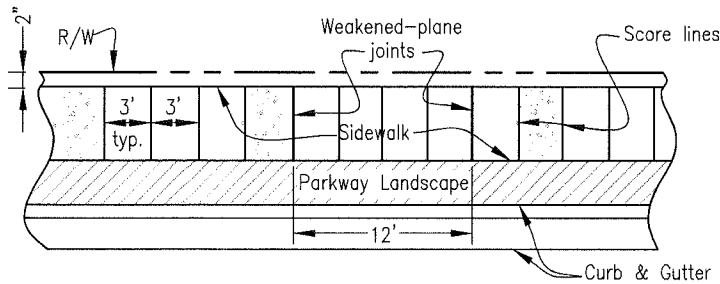 2"
R/W
Weakened-plane
joints
Score lines
3' 3'
typ.
Sidewalk
Parkway Landscape
12'
Curb & Gutter